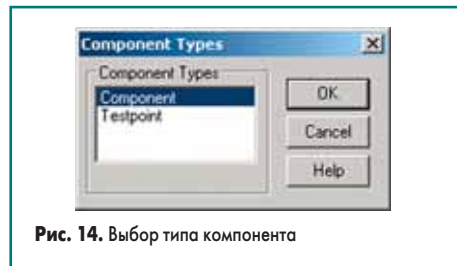 Component Types
Component Types
Component
Testpoint
OK
Cancel
Help
Рис. 14. Выбор типа компонента